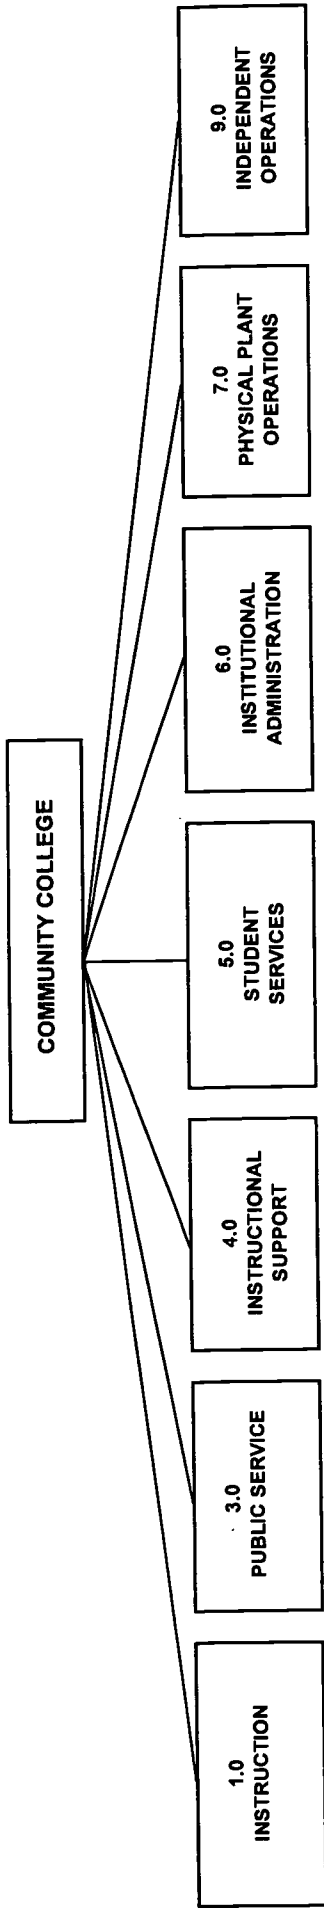 COMMUNITY COLLEGE
1.0
INSTRUCTION
3.0
PUBLIC SERVICE
4.0
INSTRUCTIONAL
SUPPORT
5.0
STUDENT
SERVICES
6.0
INSTITUTIONAL
ADMINISTRATION
7.0
PHYSICAL PLANT
OPERATIONS
9.0
INDEPENDENT
OPERATIONS